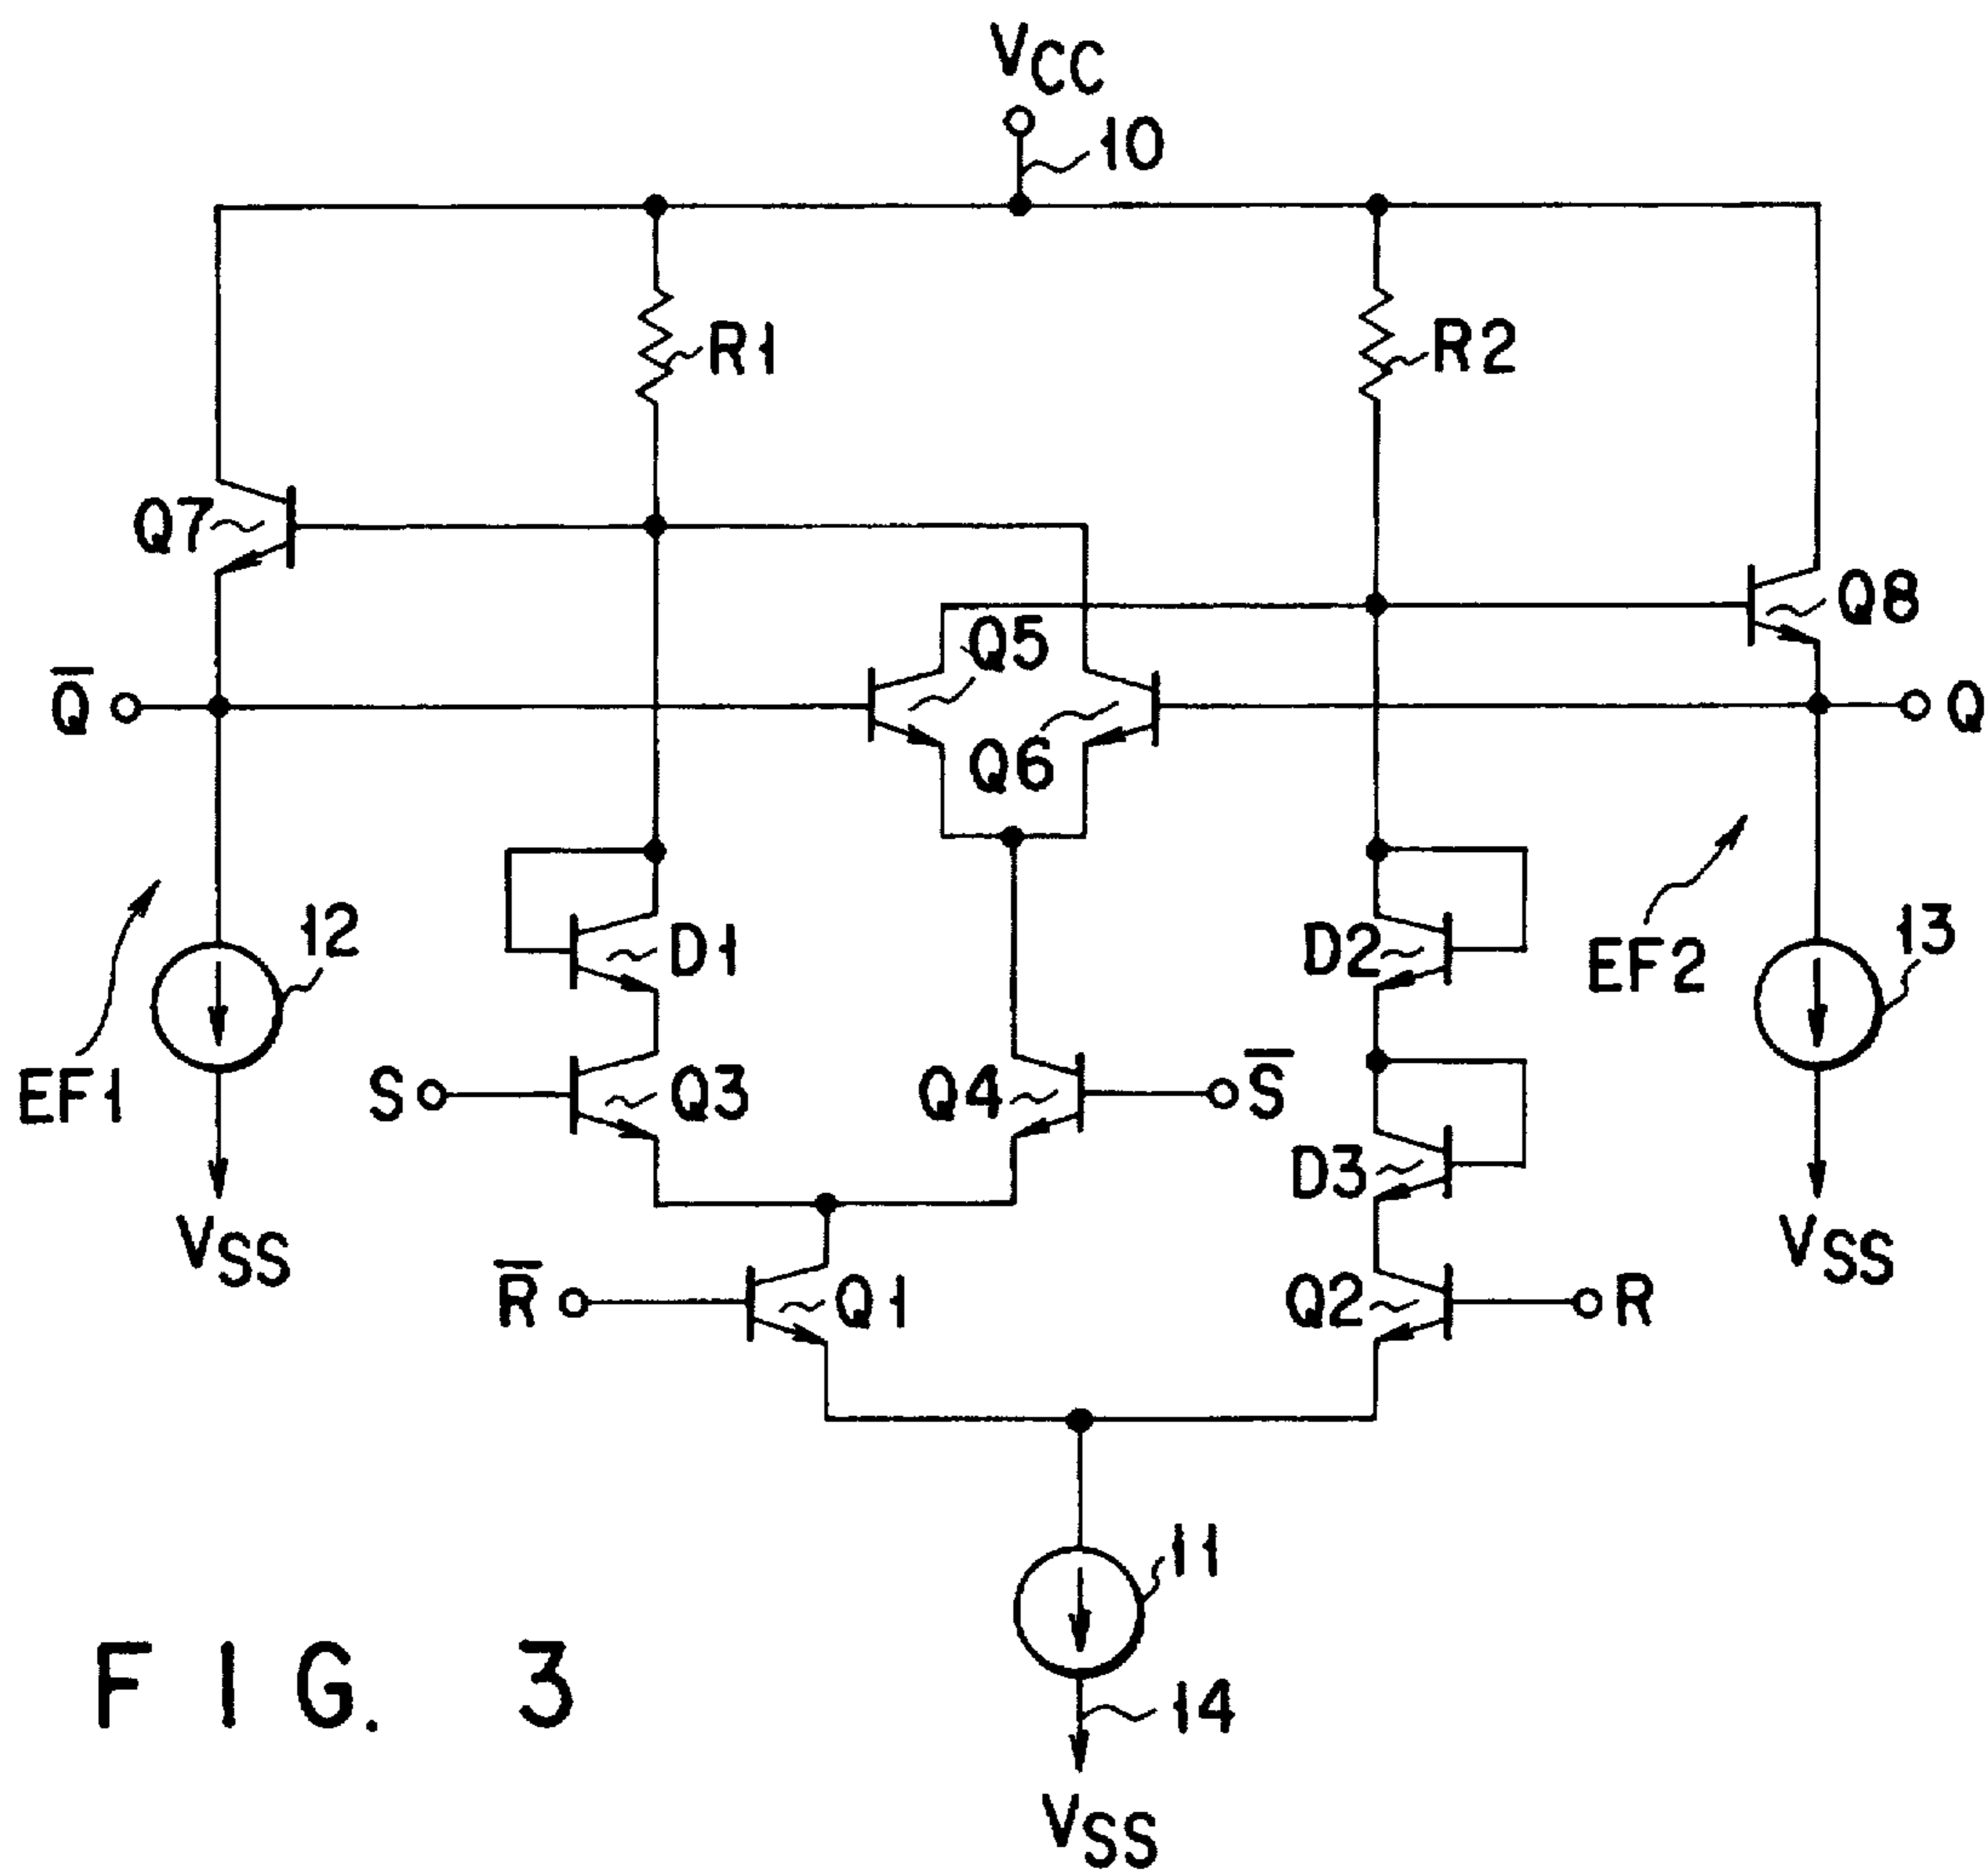 VCC
10
R1
R2
Q7
Q8
Q5
Q̅
Q
Q6
12
D1
D2
EF2
13
EF1
S
Q3
Q4
S̅
D3
VSS
VSS
R̅
Q1
Q2
R
11
14
VSS
FIG. 3